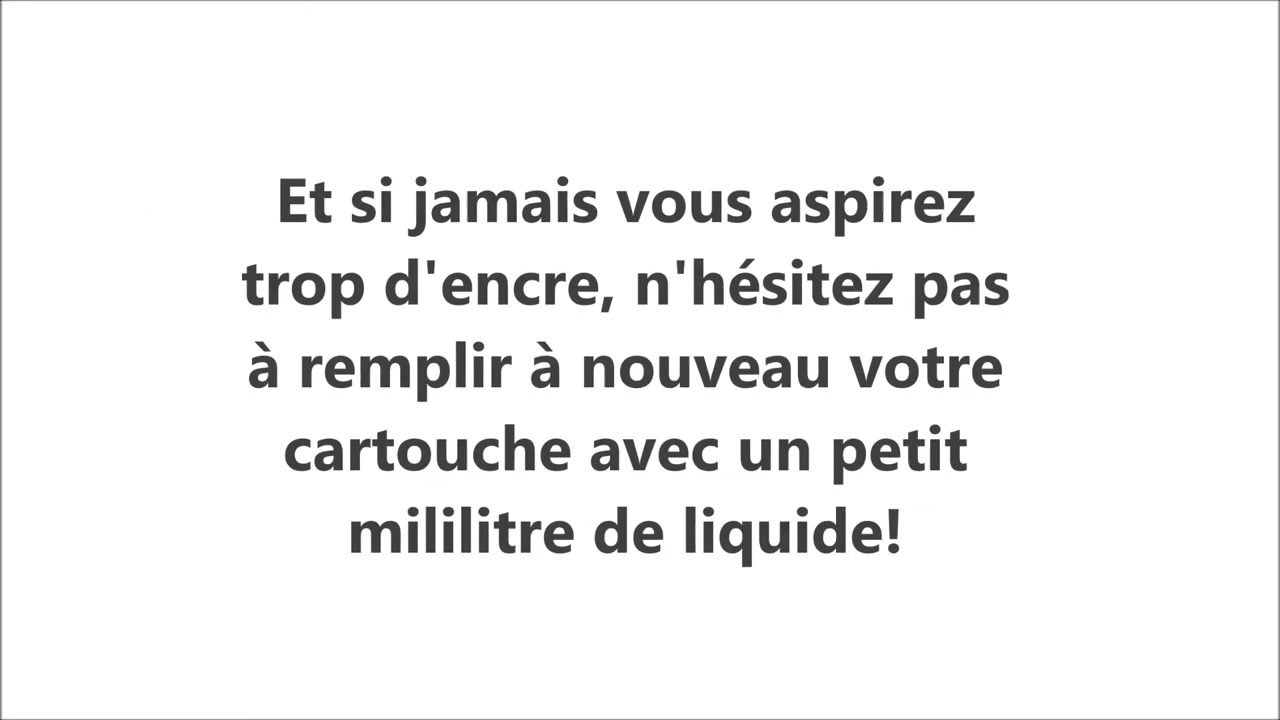 Et si jamais vous aspirez
trop d'encre, n'hésitez pas
à remplir à nouveau votre
cartouche avec un petit
mililitre de liquide!